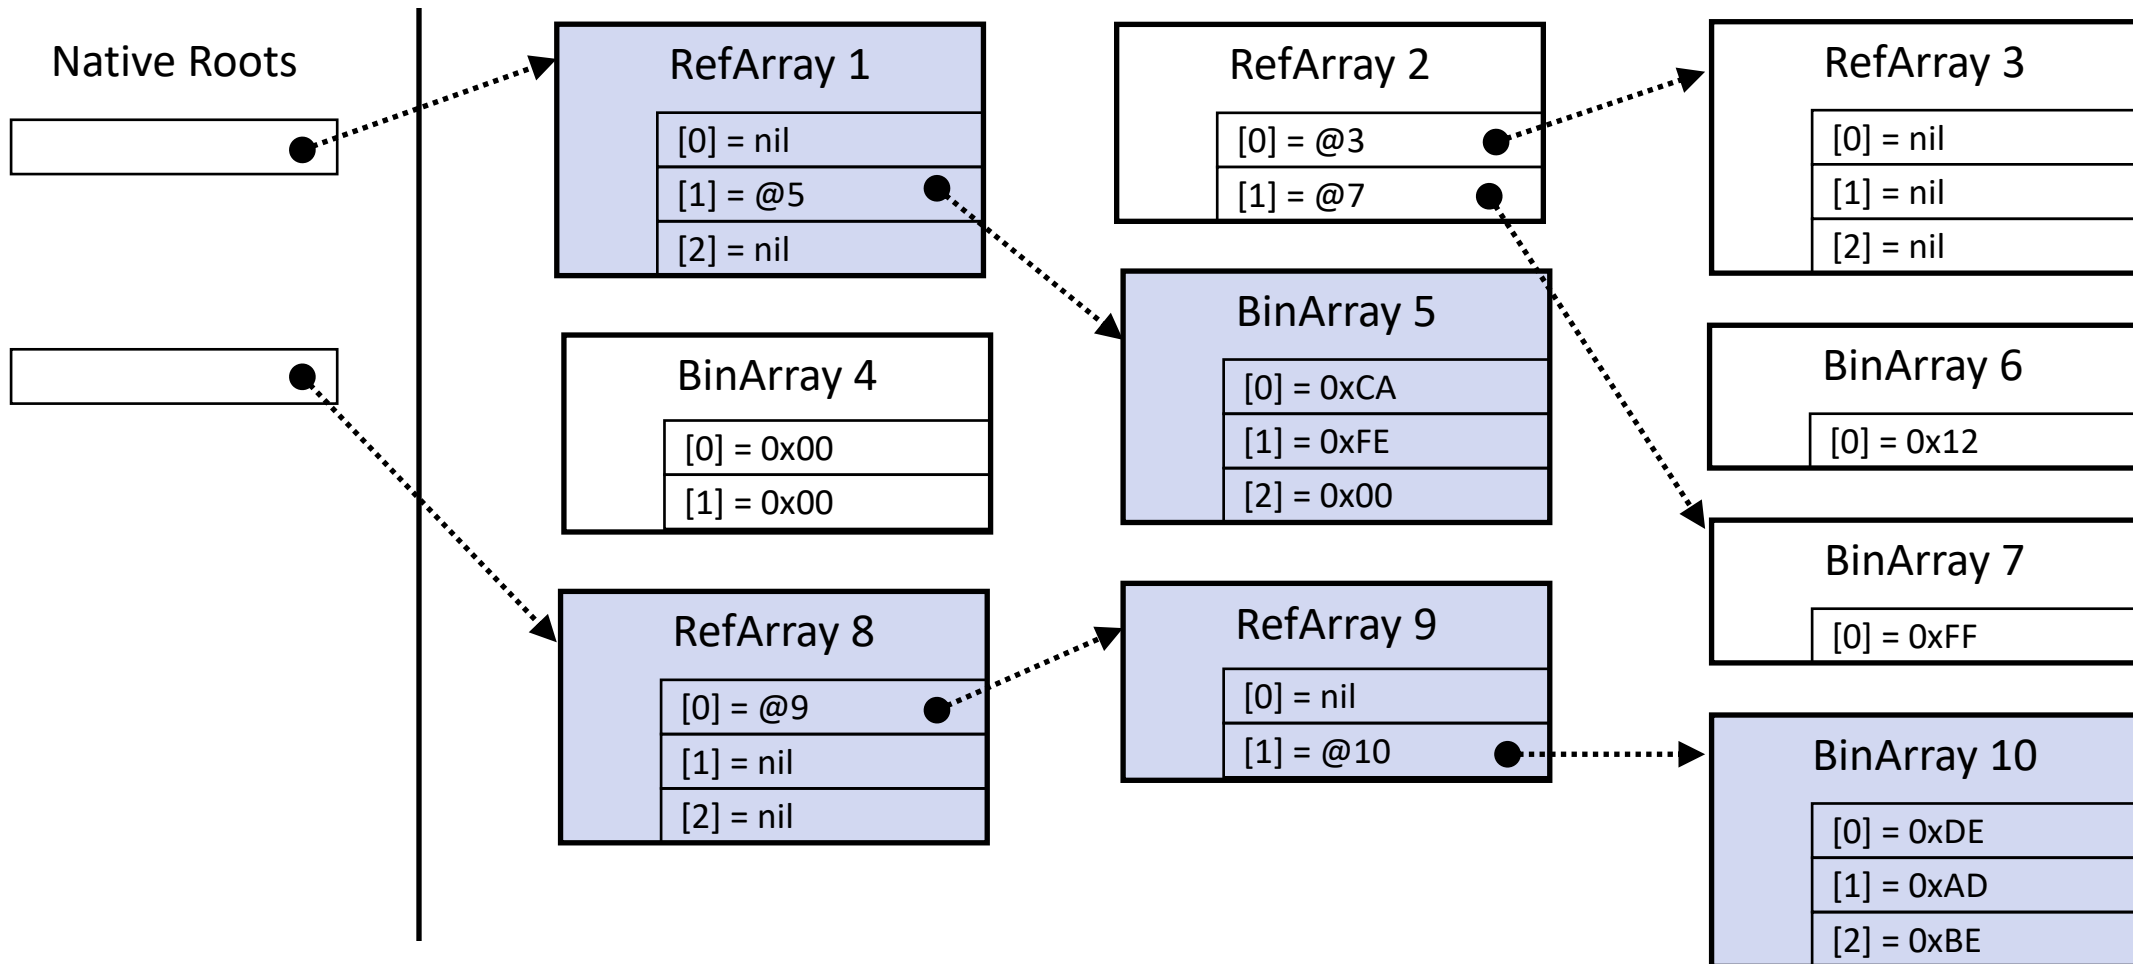 Native Roots
RefArray 1
[0] = nil
[1] = @5
[2] = nil
RefArray 2
[0] = @3
[1] = @7
RefArray 3
[0] = nil
[1] = nil
[2] = nil
BinArray 4
[0] = 0x00
[1] = 0x00
BinArray 5
[0] = 0xCA
[1] = 0xFE
[2] = 0x00
BinArray 6
[0] = 0x12
BinArray 7
[0] = 0xFF
RefArray 8
[0] = @9
[1] = nil
[2] = nil
RefArray 9
[0] = nil
[1] = @10
BinArray 10
[0] = 0xDE
[1] = 0xAD
[2] = 0xBE